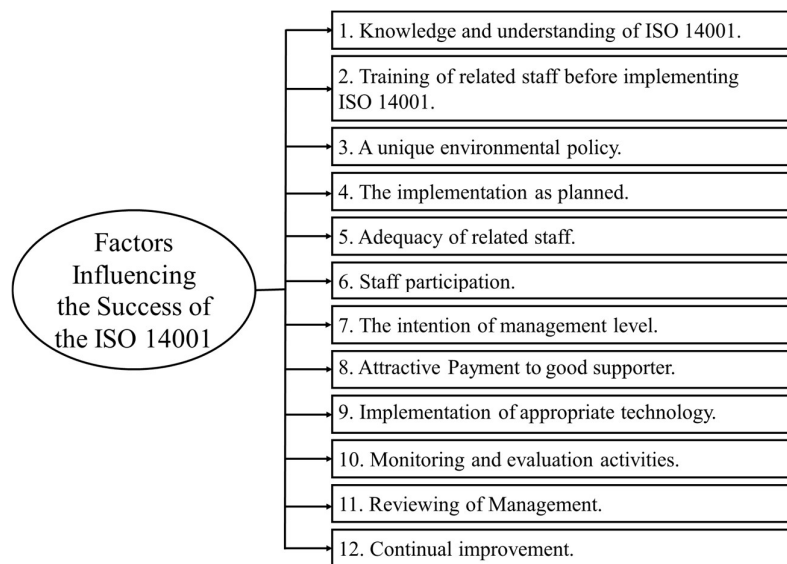 Factors
Influencing
the Success of
the ISO 14001
1. Knowledge and understanding of ISO 14001.
2. Training of related staff before implementing
ISO 14001.
3. A unique environmental policy.
4. The implementation as planned.
5. Adequacy of related staff.
6. Staff participation.
7. The intention of management level.
8. Attractive Payment to good supporter.
9. Implementation of appropriate technology.
10. Monitoring and evaluation activities.
11. Reviewing of Management.
12. Continual improvement.